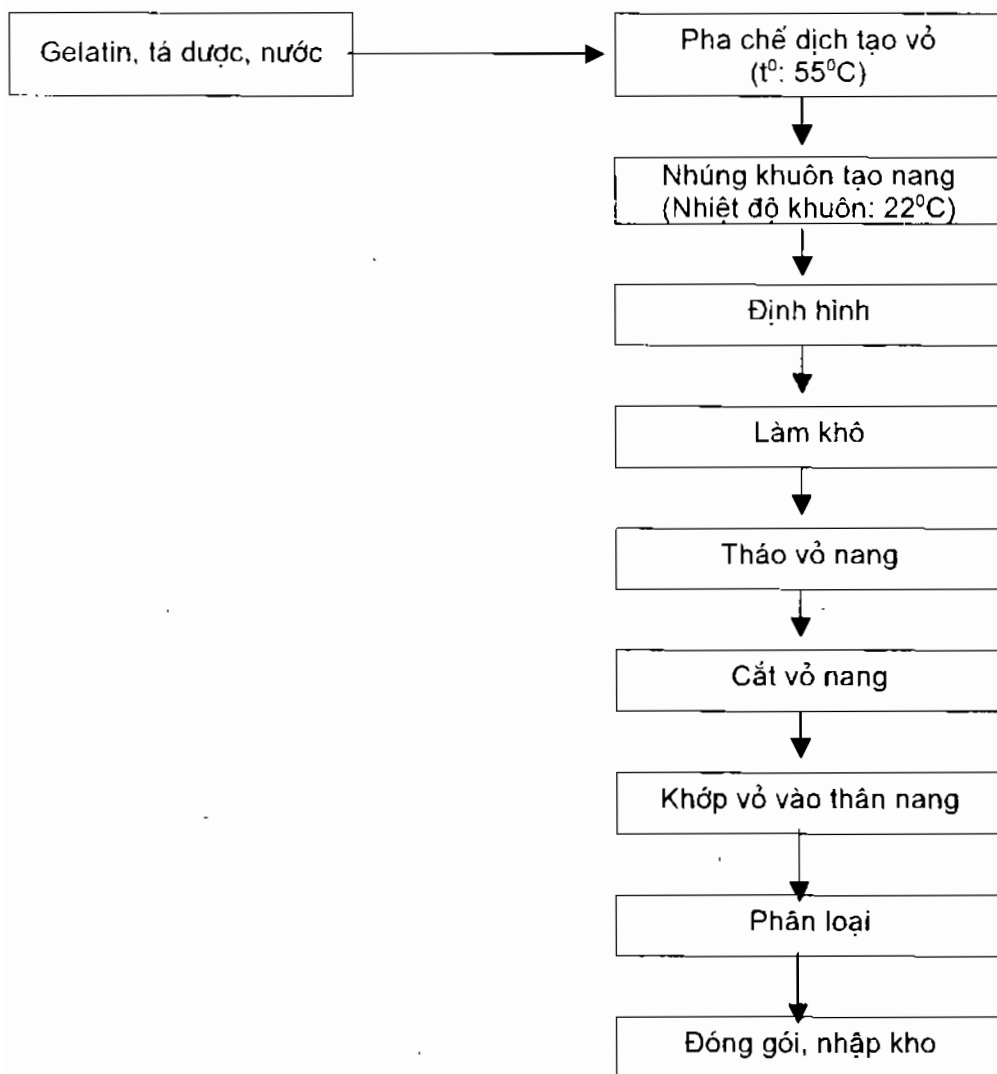 Gelatin, tá dược, nước
Pha chế dịch tạo vỏ
(t⁰: 55⁰C)
Nhúng khuôn tạo nang
(Nhiệt độ khuôn: 22⁰C)
Định hình
Làm khô
Tháo vỏ nang
Cắt vỏ nang
Khớp vỏ vào thân nang
Phân loại
Đóng gói, nhập kho